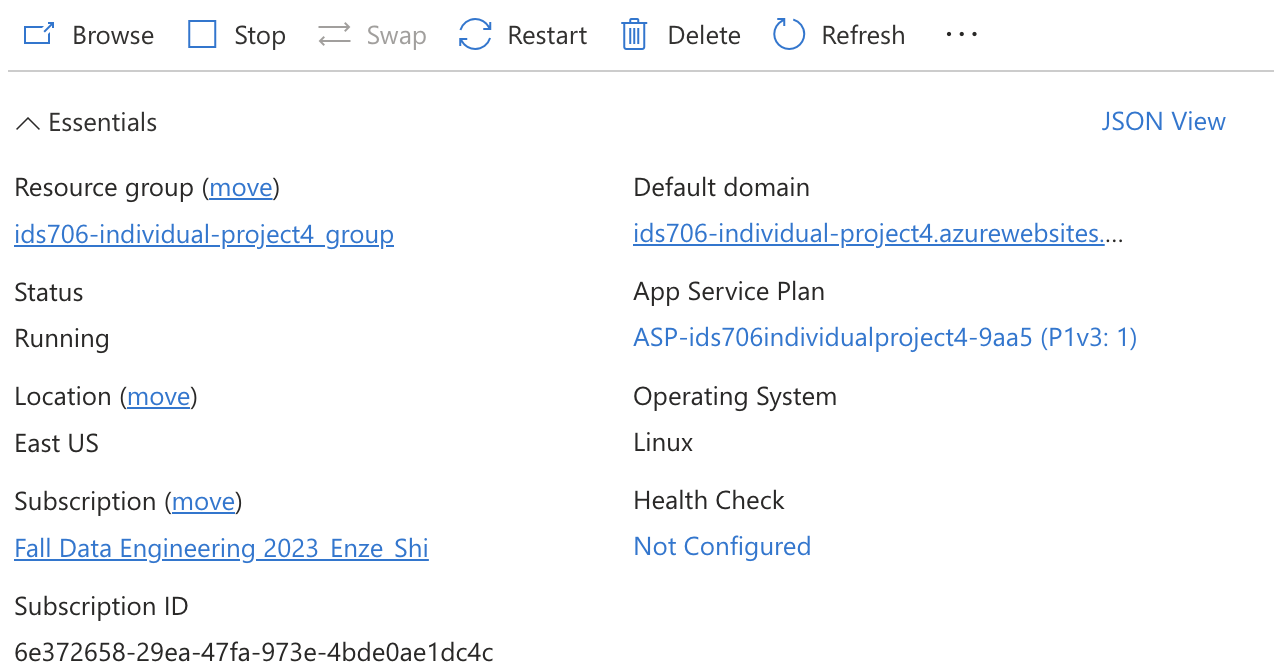 Browse Stop Swap Restart Delete Refresh ...
Essentials
JSON View
Resource group (move)
ids706-individual-project4_group
Status
Running
Location (move)
East US
Subscription (move)
Fall Data Engineering 2023_Enze_Shi
Subscription ID
6e372658-29ea-47fa-973e-4bde0ae1dc4c
Default domain
ids706-individual-project4.azurewebsites....
App Service Plan
ASP-ids706individualproject4-9aa5 (P1v3: 1)
Operating System
Linux
Health Check
Not Configured